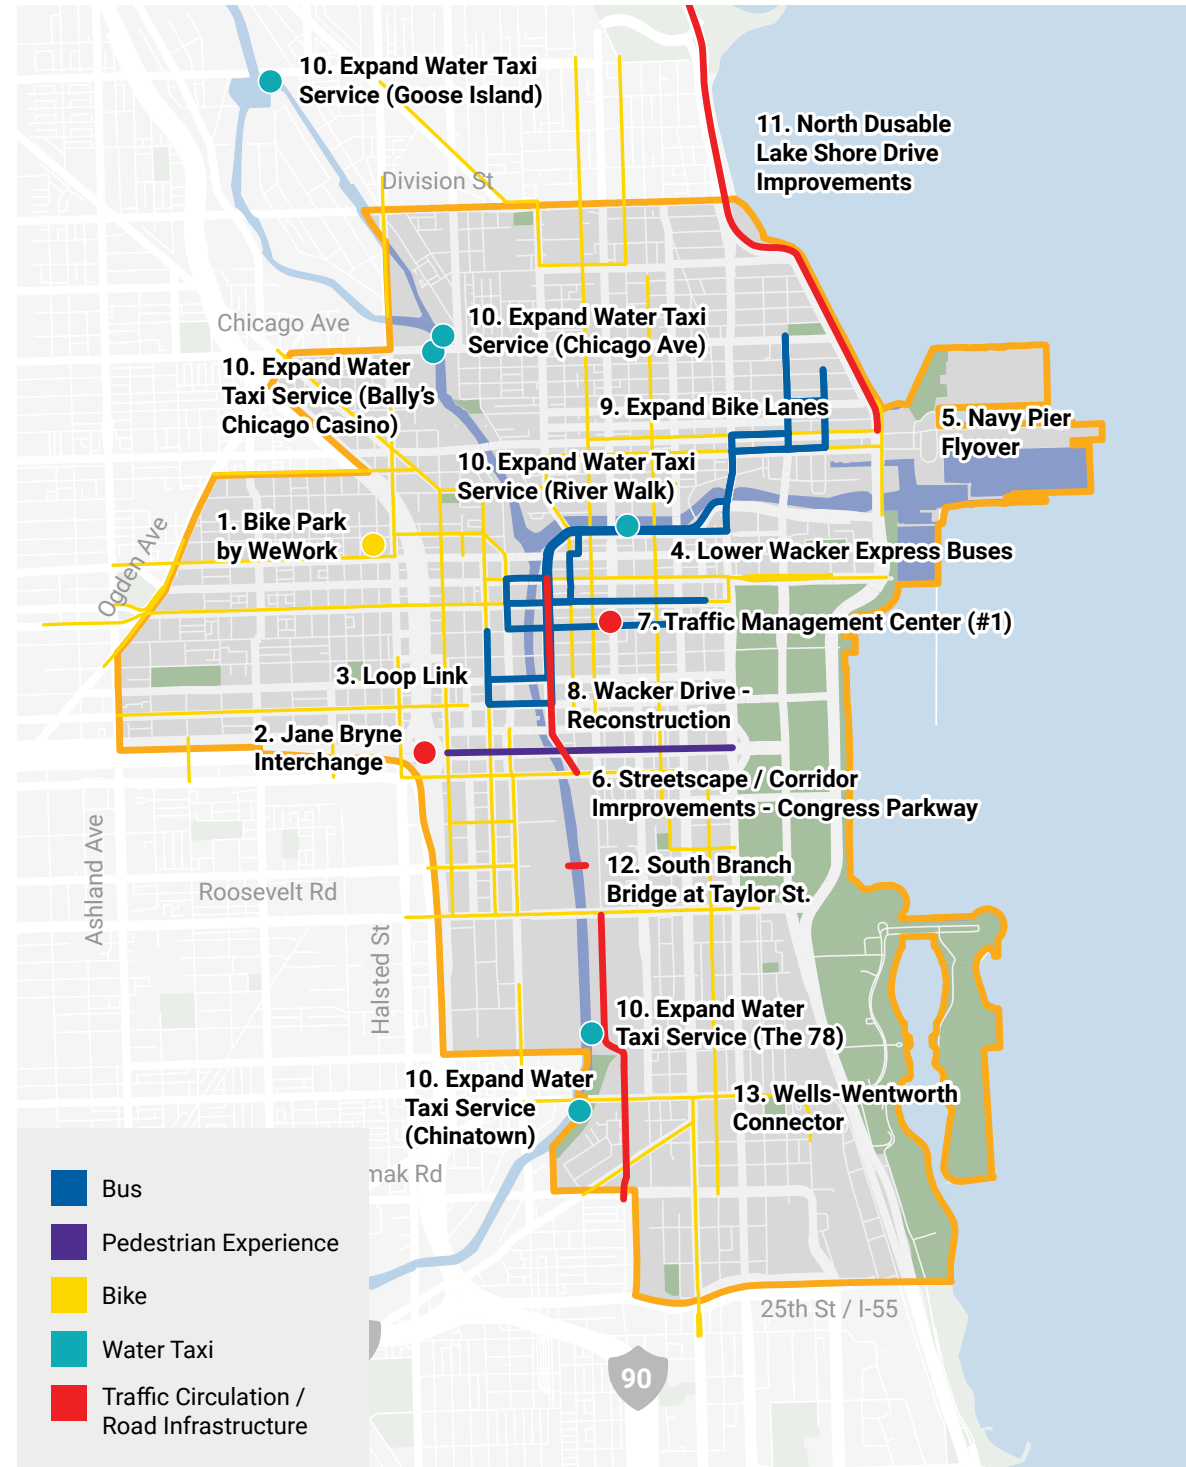 10. Expand Water Taxi
Service (Goose Island)
11. North Dusable
Lake Shore Drive
Improvements
Division St
Chicago Ave
10. Expand Water Taxi
Service (Chicago Ave)
10. Expand Water
Taxi Service (Bally's
Chicago Casino)
9. Expand Bike Lanes
5. Navy Pier
Flyover
10. Expand Water Taxi
Service (River Walk)
1. Bike Park
by WeWork
Ogden Ave
4. Lower Wacker Express Buses
7. Traffic Management Center (#1)
3. Loop Link
8. Wacker Drive -
Reconstruction
2. Jane Bryne
Interchange
6. Streetscape / Corridor
Imrprovements - Congress Parkway
Ashland Ave
12. South Branch
Bridge at Taylor St.
Roosevelt Rd
Halsted St
10. Expand Water
Taxi Service (The 78)
10. Expand Water
Taxi Service
(Chinatown)
13. Wells-Wentworth
Connector
mak Rd
Bus
Pedestrian Experience
Bike
Water Taxi
Traffic Circulation /
Road Infrastructure
25th St / I-55
90